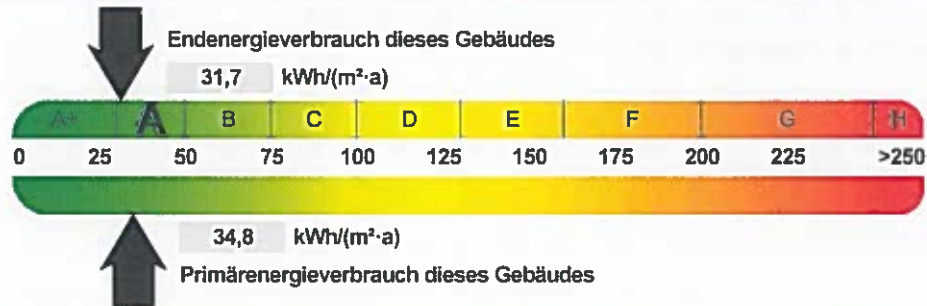 Endenergieverbrauch dieses Gebäudes
31,7 kWh/(m²·a)
A+ A B C D E F G H
0 25 50 75 100 125 150 175 200 225 >250
34,8 kWh/(m²·a)
Primärenergieverbrauch dieses Gebäudes